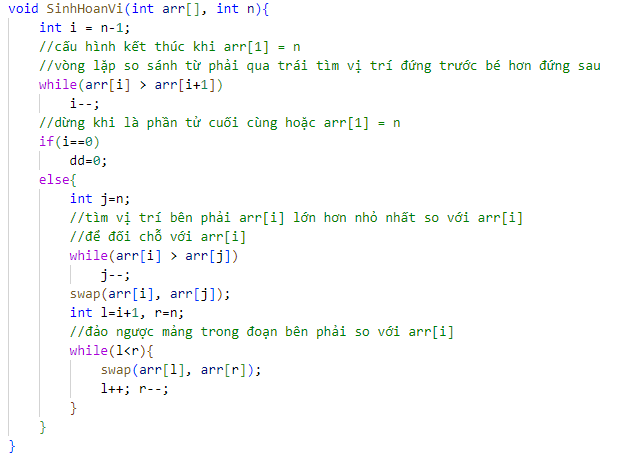 void SinhHoanVi(int arr[], int n){
    int i = n-1;
    //cấu hình kết thúc khi arr[1] = n
    //vòng lặp so sánh từ phải qua trái tìm vị trí đứng trước bé hơn đứng sau
    while(arr[i] > arr[i+1])
        i--;
    //dừng khi là phần tử cuối cùng hoặc arr[1] = n
    if(i==0)
        dd=0;
    else{
        int j=n;
        //tìm vị trí bên phải arr[i] lớn hơn nhỏ nhất so với arr[i]
        //để đối chỗ với arr[i]
        while(arr[i] > arr[j])
            j--;
        swap(arr[i], arr[j]);
        int l=i+1, r=n;
        //đảo ngược mảng trong đoạn bên phải so với arr[i]
        while(l<r){
            swap(arr[l], arr[r]);
            l++; r--;
        }
    }
}